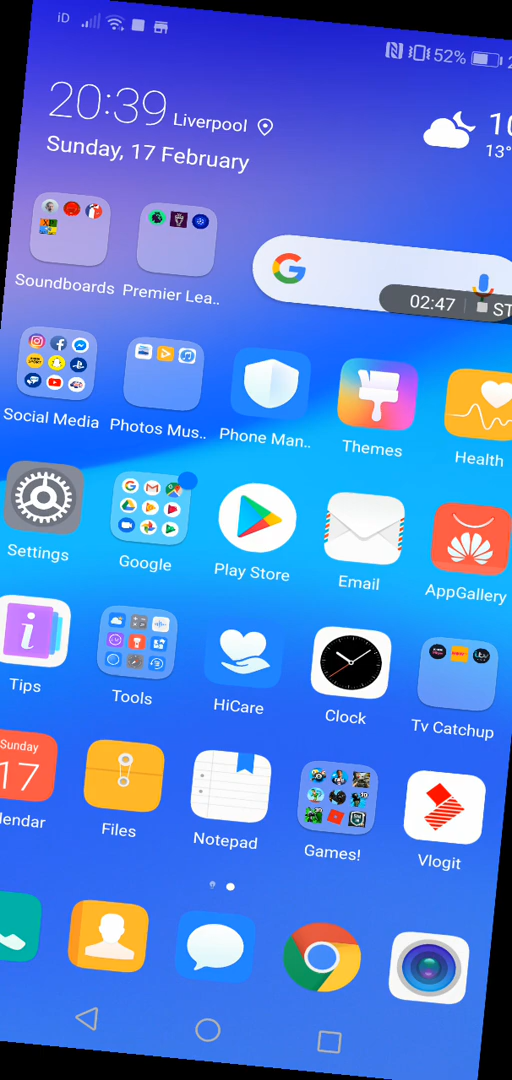 iD 52%
20:39 Liverpool
Sunday, 17 February
13°
02:47
Soundboards Premier Lea..
Social Media Photos Mus.. Phone Man.. Themes Health
Settings Google Play Store Email AppGallery
Tips Tools HiCare Clock Tv Catchup
Sunday
17
lendar Files Notepad Games! Vlogit